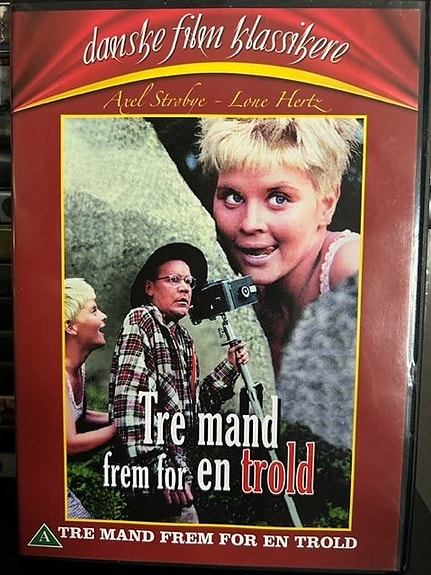 danske film klassikere
Axel Strøbye - Lone Hertz
Tre mand
frem for en trold
A TRE MAND FREM FOR EN TROLD